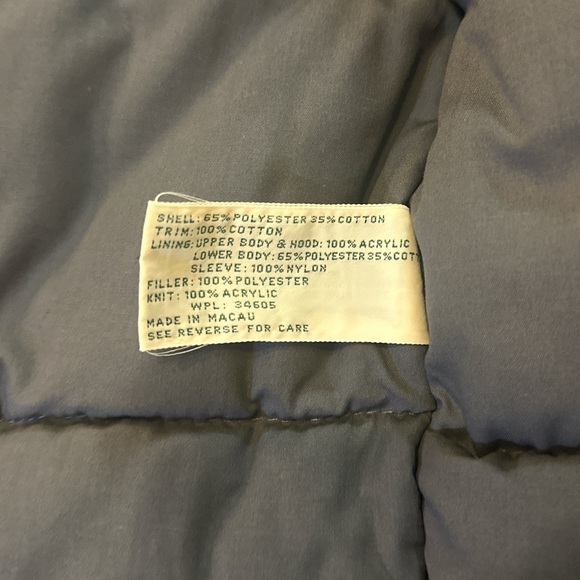 SHELL: 65% POLYESTER 35% COTTON
TRIM: 100% COTTON
LINING: UPPER BODY & HOOD: 100% ACRYLIC
LOWER BODY: 65% POLYESTER 35% COTT
SLEEVE: 100% NYLON
FILLER: 100% POLYESTER
KNIT: 100% ACRYLIC
WPL: 34605
MADE IN MACAU
SEE REVERSE FOR CARE